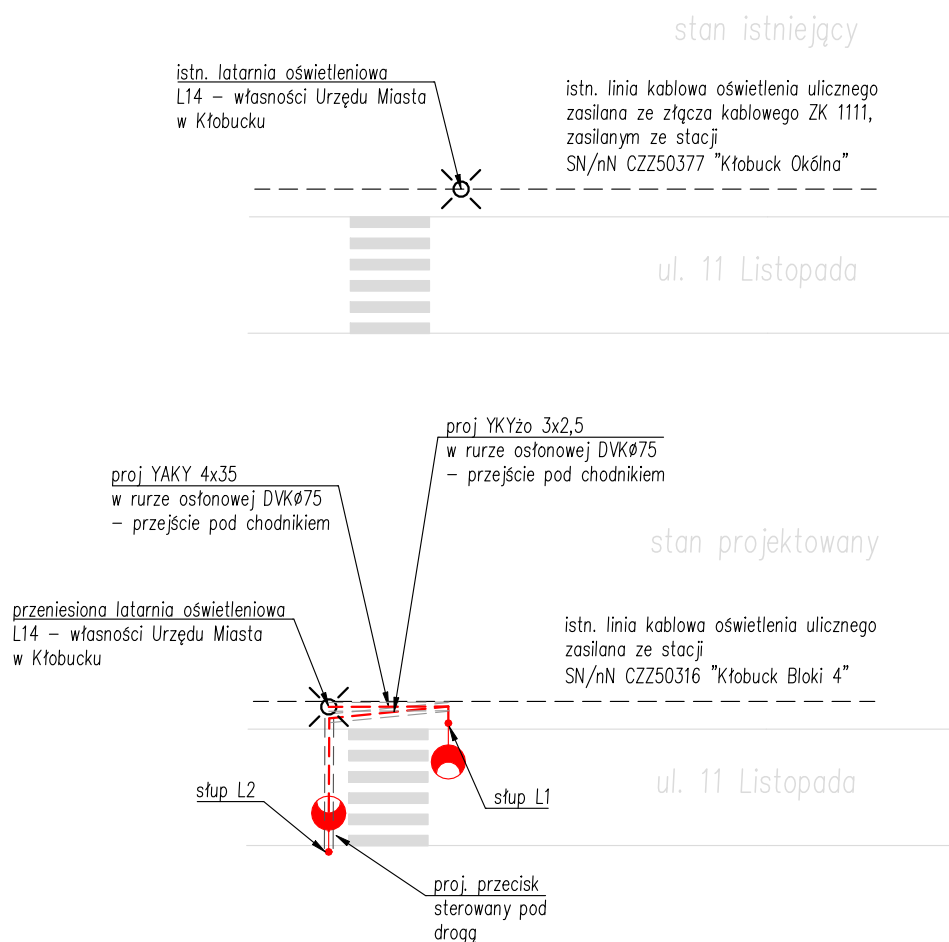 stan istniejący
istn. latarnia oświetleniowa
L14 – własności Urzędu Miasta
w Kłobucku
istn. linia kablowa oświetlenia ulicznego
zasilana ze złącza kablowego ZK 1111,
zasilanym ze stacji
SN/nN CZZ50377 "Kłobuck Okólna"
ul. 11 Listopada
proj YKYżo 3x2,5
w rurze osłonowej DVKø75
– przejście pod chodnikiem
proj YAKY 4x35
w rurze osłonowej DVKø75
– przejście pod chodnikiem
stan projektowany
przeniesiona latarnia oświetleniowa
L14 – własności Urzędu Miasta
w Kłobucku
istn. linia kablowa oświetlenia ulicznego
zasilana ze stacji
SN/nN CZZ50316 "Kłobuck Bloki 4"
ul. 11 Listopada
słup L2
słup L1
proj. przecisk
sterowany pod
drogą